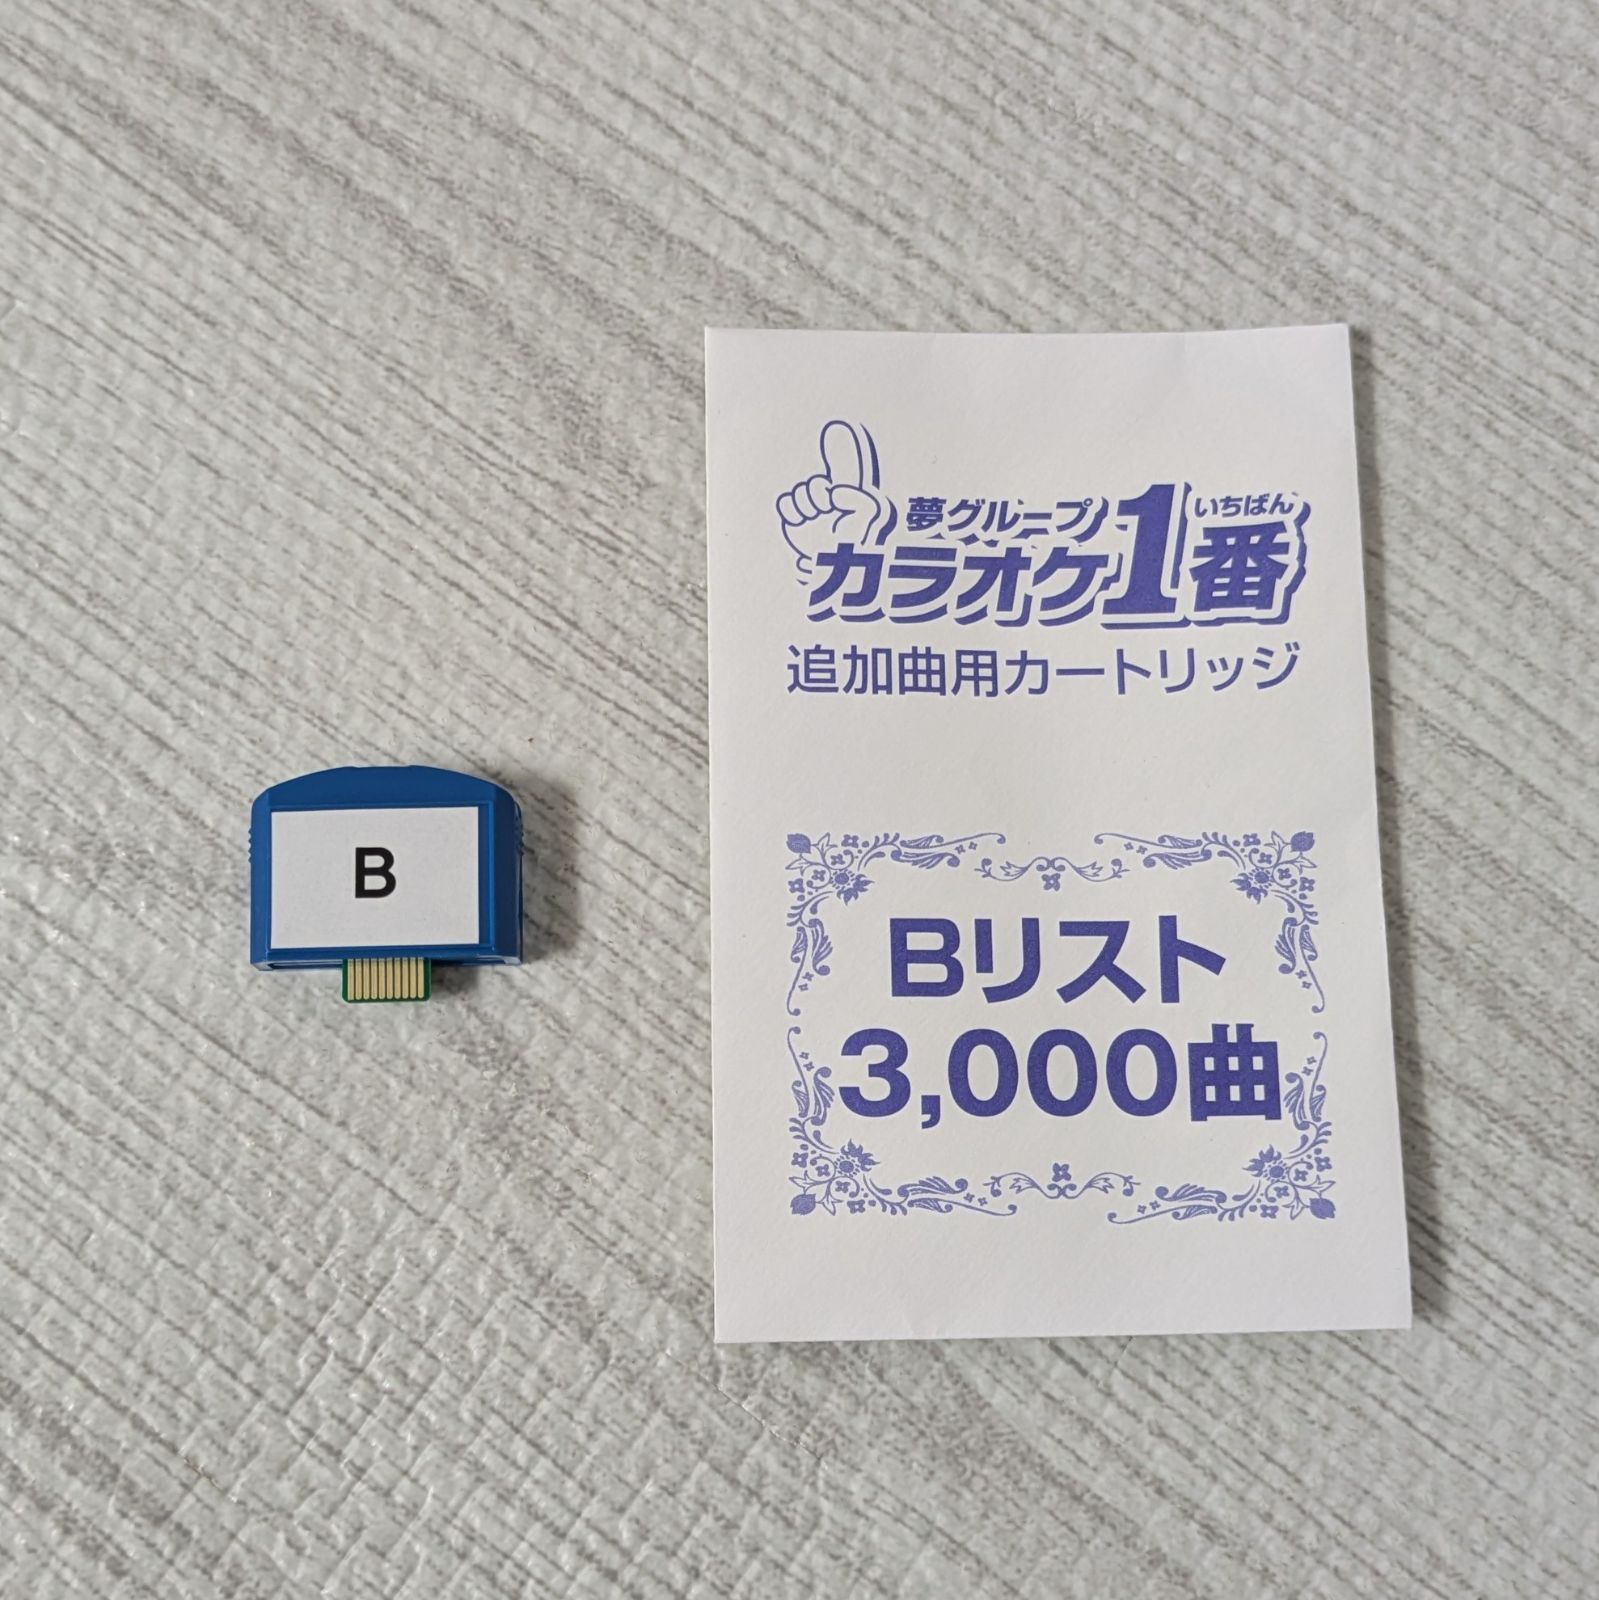 B
夢グループ
カラオケ1番
いちばん
追加曲用カートリッジ
Bリスト
3,000曲